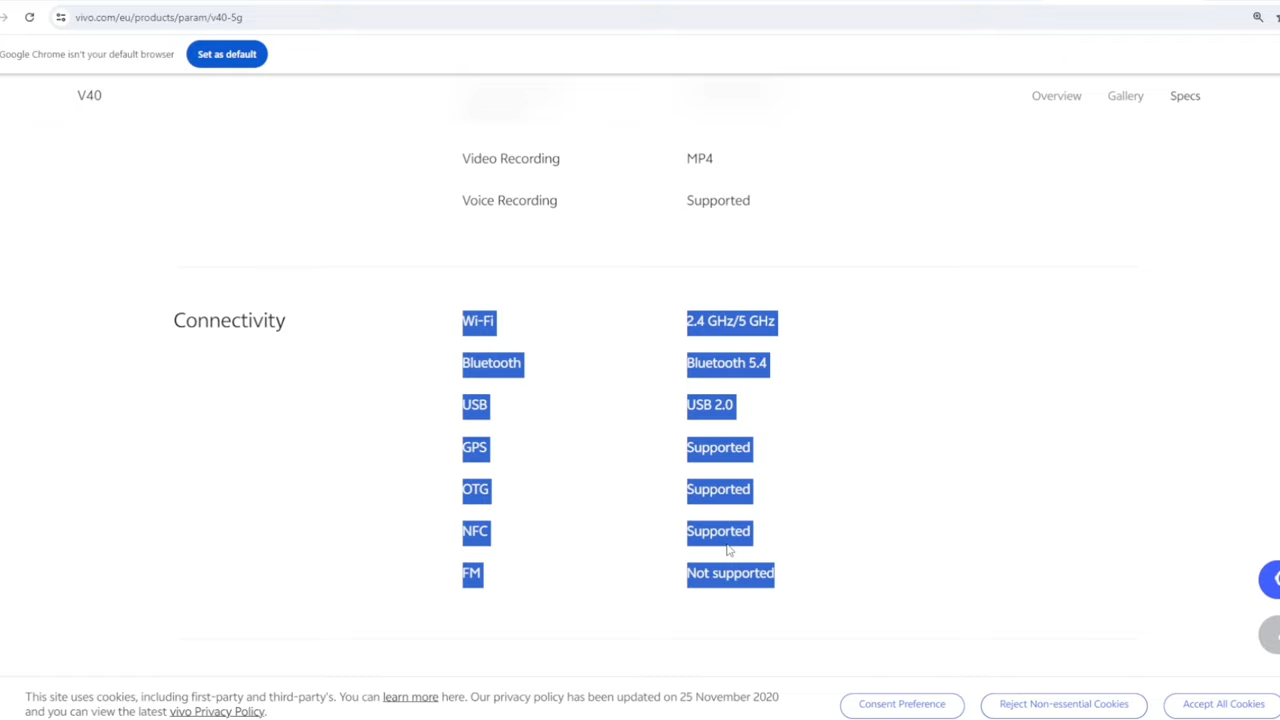 vivo.com/eu/products/param/v40-5g
Google Chrome isn't your default browser Set as default
V40 Overview Gallery Specs
Video Recording MP4
Voice Recording Supported
Connectivity Wi-Fi 2.4 GHz/5 GHz
Bluetooth Bluetooth 5.4
USB USB 2.0
GPS Supported
OTG Supported
NFC Supported
FM Not supported
This site uses cookies, including first-party and third-party's. You can learn more here. Our privacy policy has been updated on 25 November 2020
and you can view the latest vivo Privacy Policy.
Consent Preference Reject Non-essential Cookies Accept All Cookies